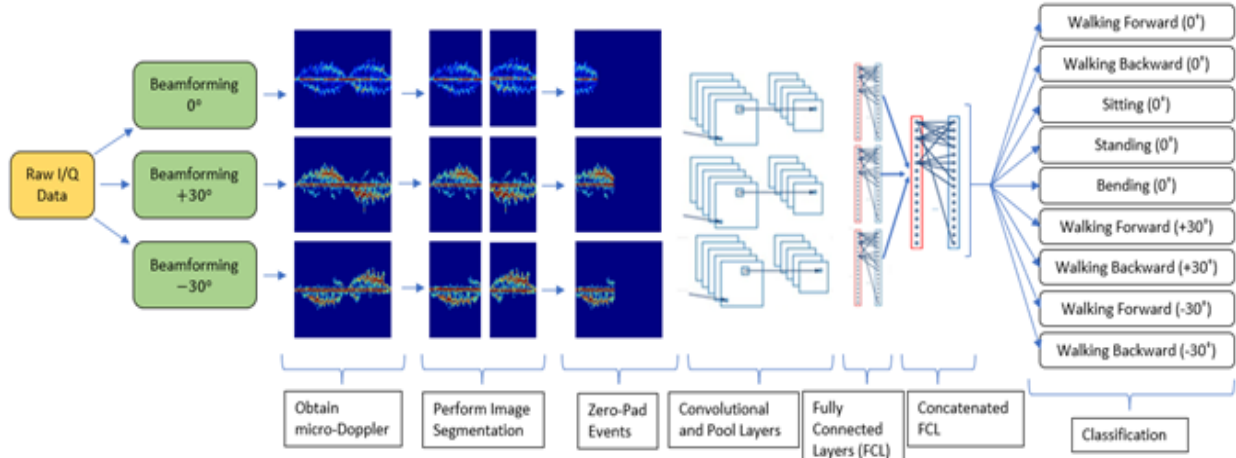 Raw I/Q
Data
Beamforming
0°
Beamforming
+30°
Beamforming
−30°
Obtain
micro-Doppler
Perform Image
Segmentation
Zero-Pad
Events
Convolutional
and Pool Layers
Fully
Connected
Layers (FCL)
Concatenated
FCL
Walking Forward (0°)
Walking Backward (0°)
Sitting (0°)
Standing (0°)
Bending (0°)
Walking Forward (+30°)
Walking Backward (+30°)
Walking Forward (-30°)
Walking Backward (-30°)
Classification